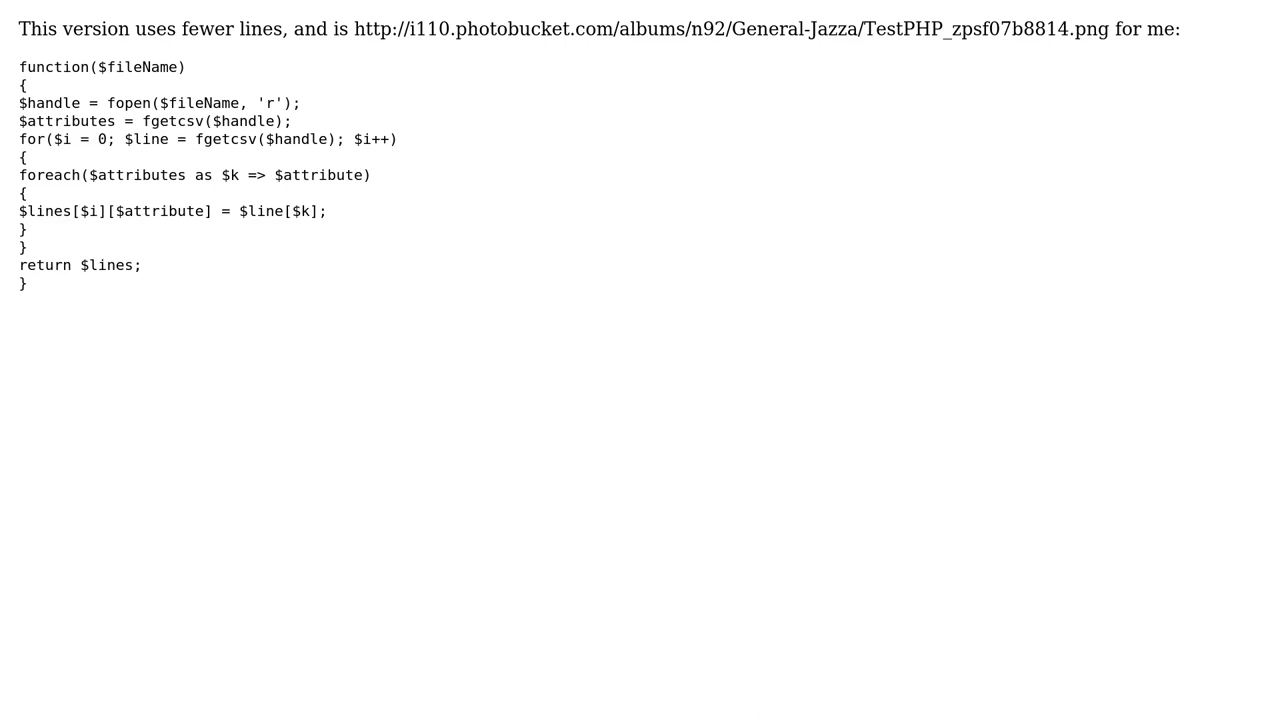 This version uses fewer lines, and is http://i110.photobucket.com/albums/n92/General-Jazza/TestPHP_zpsf07b8814.png for me:
function($fileName)
{
$handle = fopen($fileName, 'r');
$attributes = fgetcsv($handle);
for($i = 0; $line = fgetcsv($handle); $i++)
{
foreach($attributes as $k => $attribute)
{
$lines[$i][$attribute] = $line[$k];
}
}
return $lines;
}